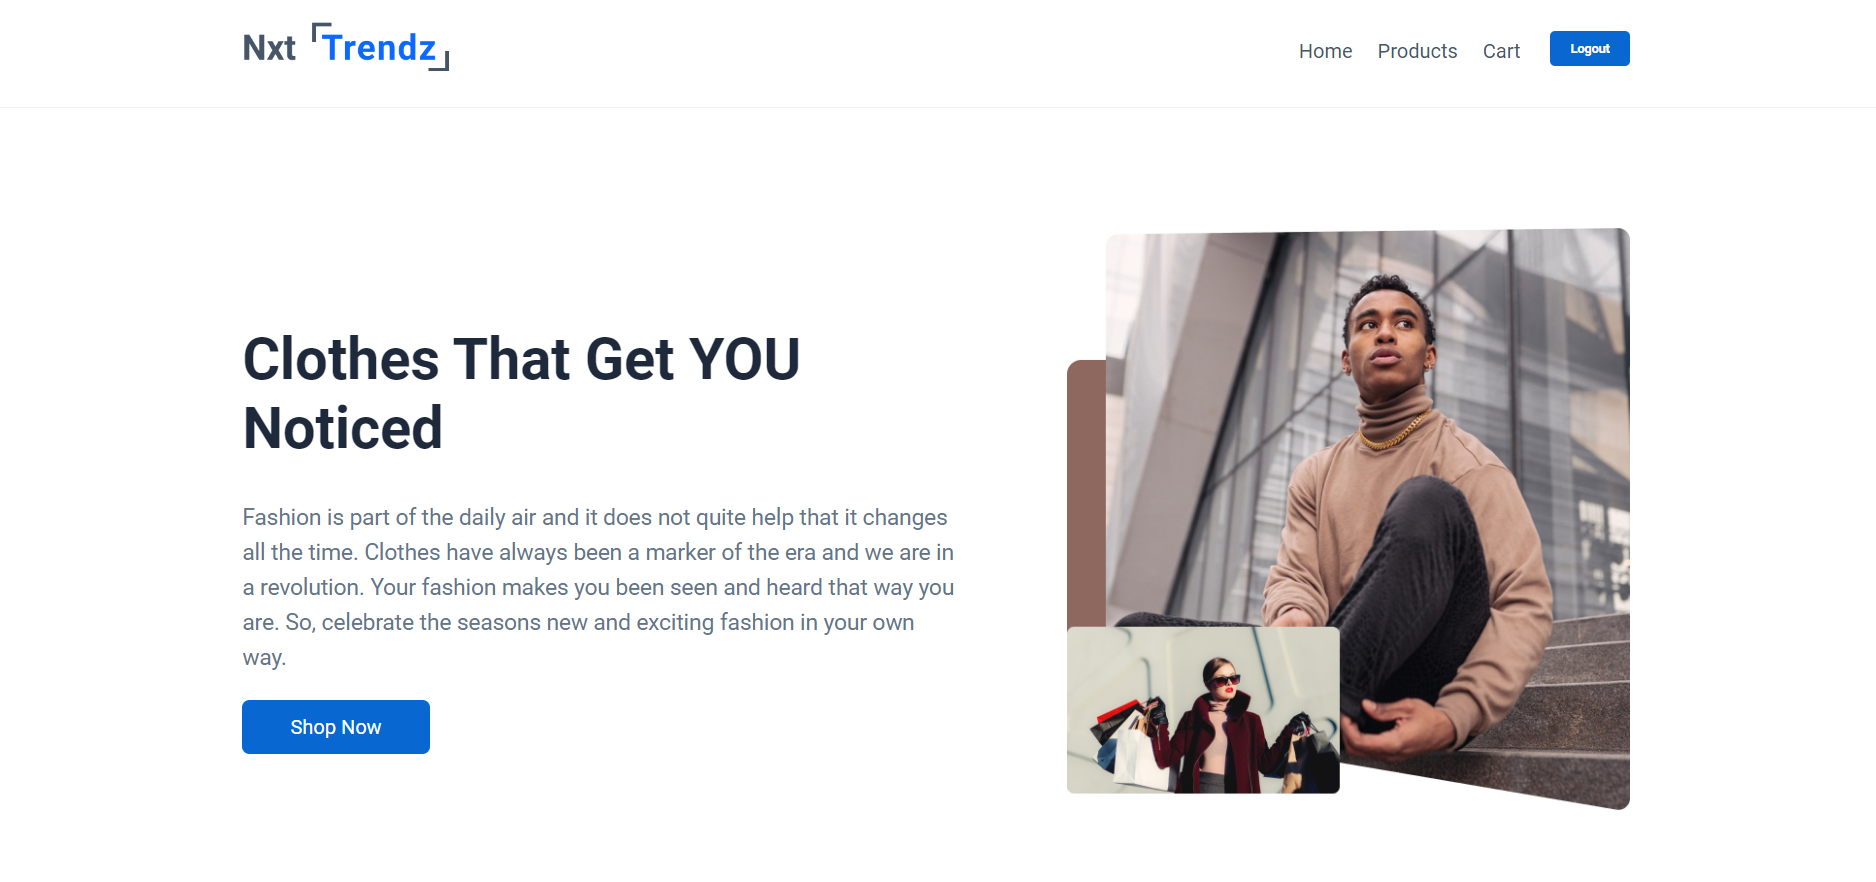 Nxt Trendz
Home Products Cart Logout
Clothes That Get YOU
Noticed
Fashion is part of the daily air and it does not quite help that it changes
all the time. Clothes have always been a marker of the era and we are in
a revolution. Your fashion makes you been seen and heard that way you
are. So, celebrate the seasons new and exciting fashion in your own
way.
Shop Now